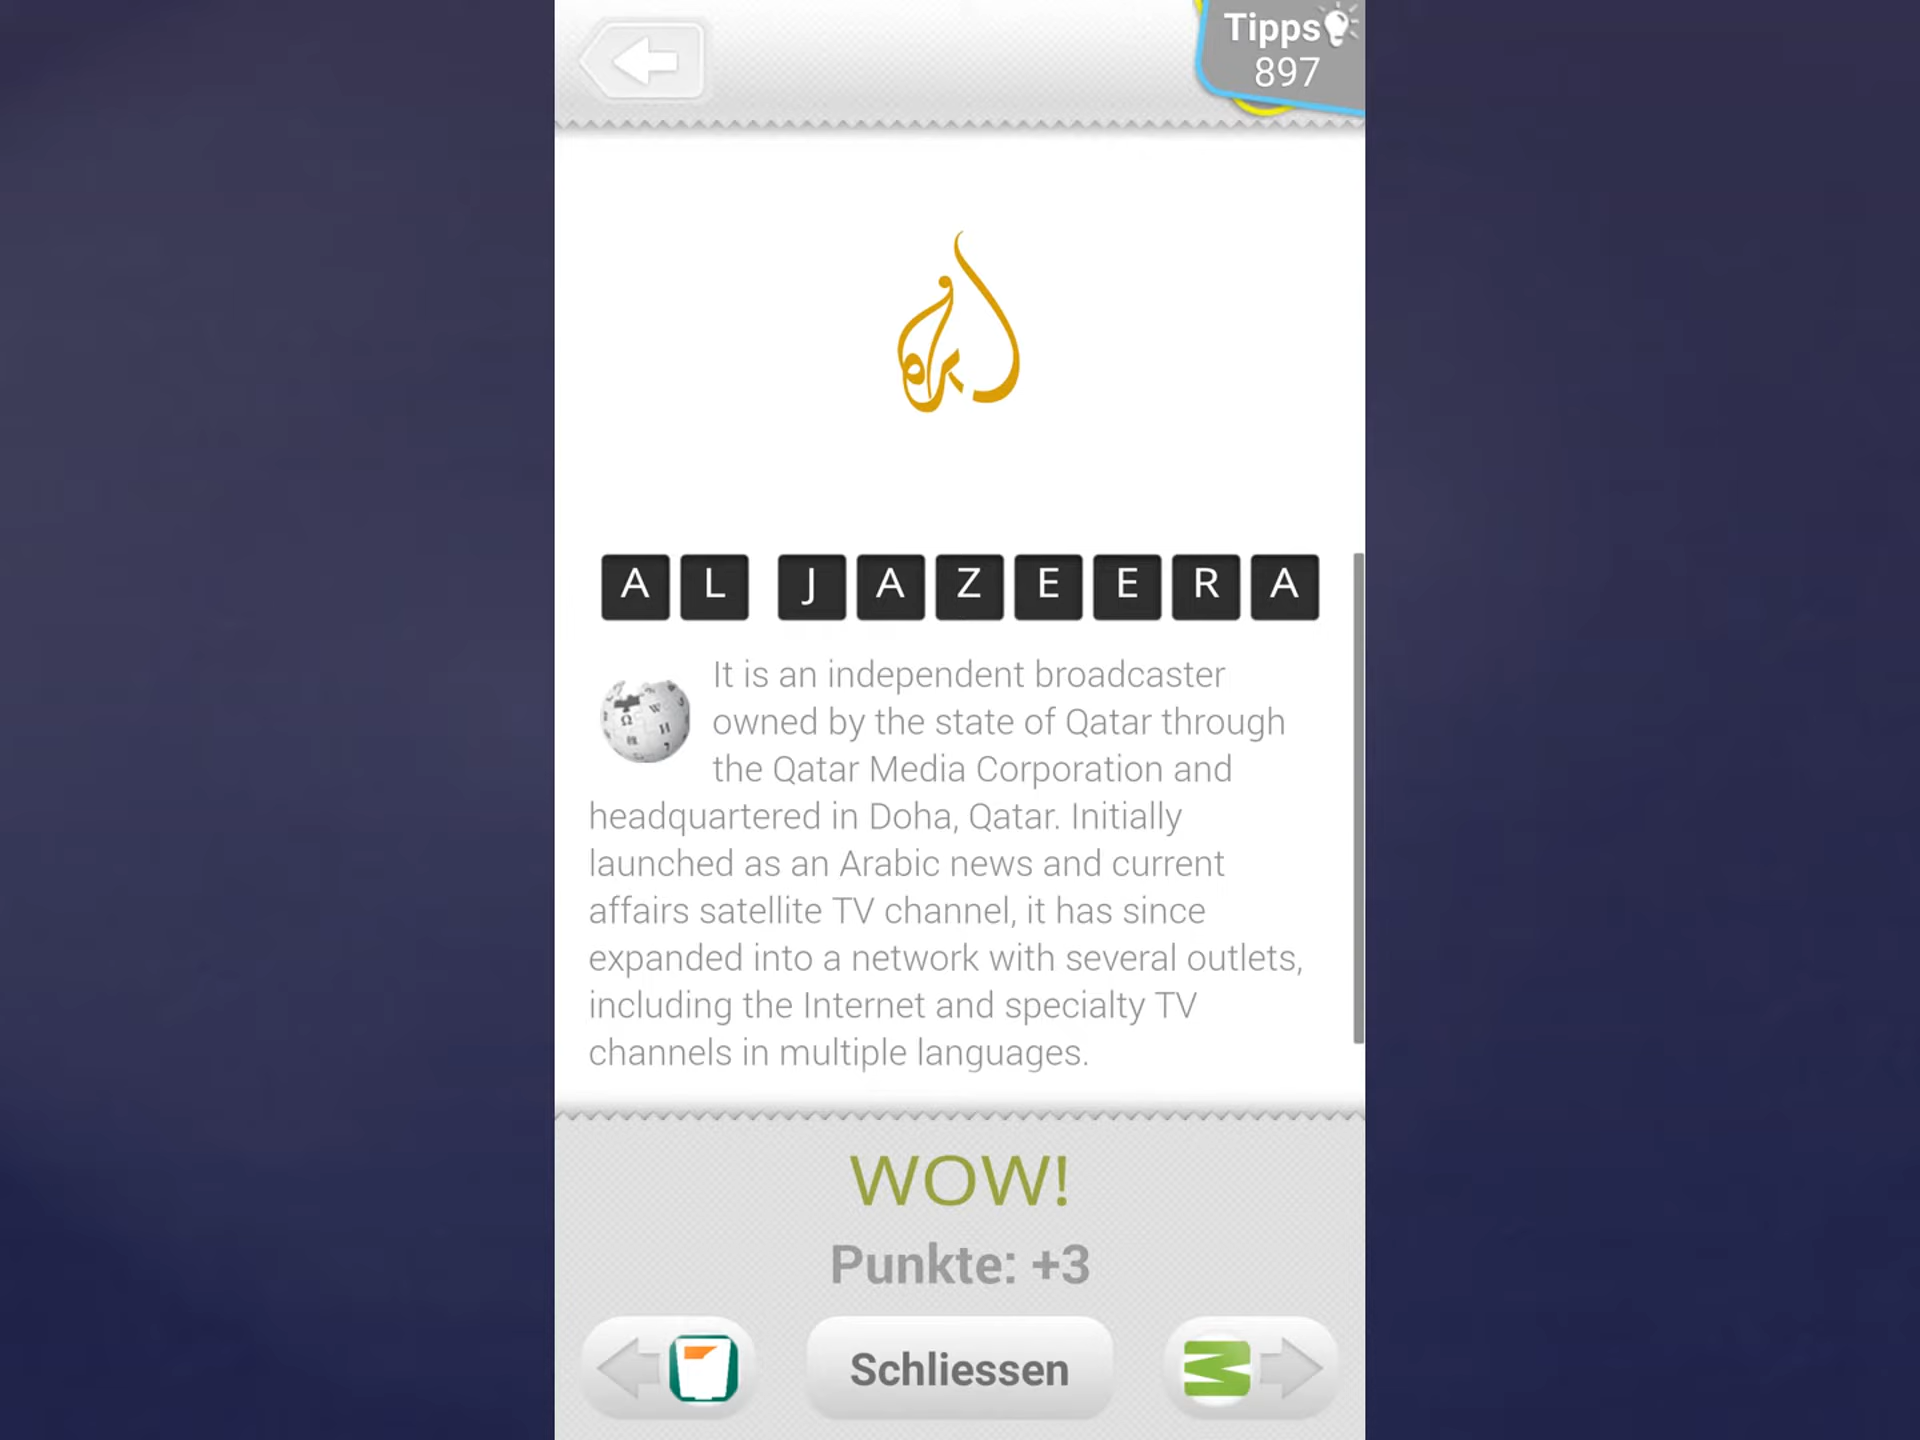 Tipps
897
AL JAZEERA
It is an independent broadcaster
owned by the state of Qatar through
the Qatar Media Corporation and
headquartered in Doha, Qatar. Initially
launched as an Arabic news and current
affairs satellite TV channel, it has since
expanded into a network with several outlets,
including the Internet and specialty TV
channels in multiple languages.
WOW!
Punkte: +3
Schliessen